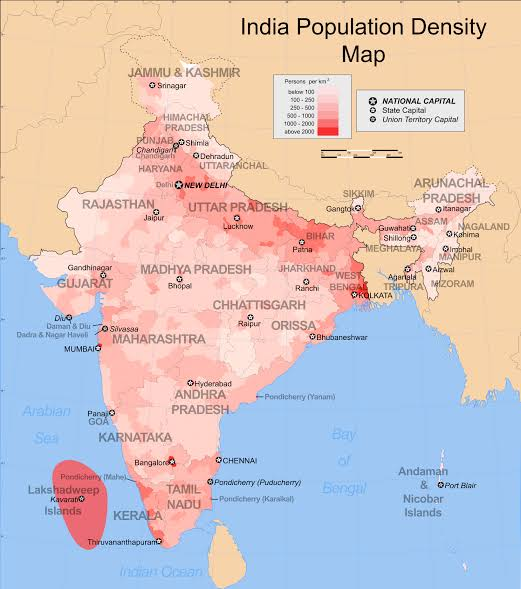 India Population Density
Map
Persons per km²
below 100
100 - 250
250 - 500
500 - 1000
1000 - 2000
above 2000
NATIONAL CAPITAL
State Capital
Union Territory Capital
JAMMU & KASHMIR
Srinagar
HIMACHAL
PRADESH
PUNJAB
Shimla
Chandigarh
Chandigarh
Dehradun
UTTARANCHAL
HARYANA
Delhi
NEW DELHI
RAJASTHAN
Jaipur
UTTAR PRADESH
Lucknow
SIKKIM
Gangtok
ARUNACHAL
PRADESH
Itanagar
ASSAM
Guwahati
NAGALAND
Kohima
Shillong
MEGHALAYA
Imphal
MANIPUR
Agartala
Aizwal
TRIPURA
MIZORAM
BIHAR
Patna
JHARKHAND
Ranchi
WEST
BENGAL
KOLKATA
Gandhinagar
GUJARAT
MADHYA PRADESH
Bhopal
CHHATTISGARH
Raipur
ORISSA
Bhubaneshwar
Diu
Daman & Diu
Silvassa
Dadra & Nagar Haveli
MAHARASHTRA
MUMBAI
Hyderabad
ANDHRA
PRADESH
Pondicherry (Yanam)
Arabian
Sea
Panaji
GOA
KARNATAKA
Bay
of
Bengal
Bangalore
CHENNAI
Pondicherry (Mahe)
Pondicherry (Puducherry)
Lakshadweep
Kavarati
Islands
TAMIL
NADU
Pondicherry (Karaikal)
KERALA
Thiruvananthapuram
Andaman
&
Nicobar
Islands
Port Blair
Indian Ocean